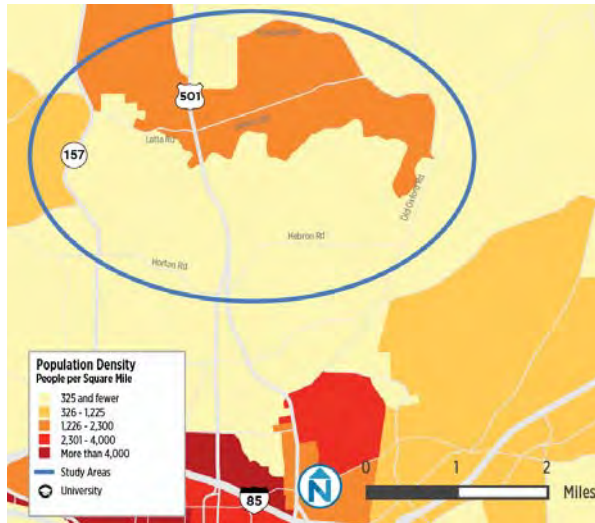 501
157
Latta Rd
Old Oxford Rd
Hebron Rd
Horton Rd
Population Density
People per Square Mile
325 and fewer
326 - 1,225
1,226 - 2,300
2,301 - 4,000
More than 4,000
Study Areas
University
85
N
0 1 2
Miles